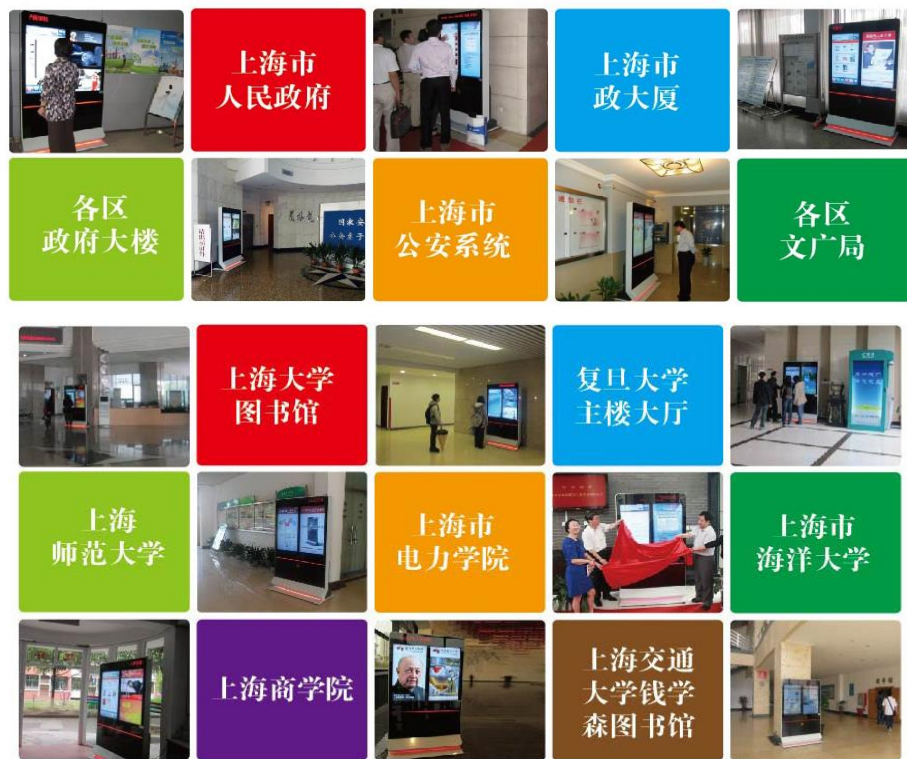 上海市
人民政府
上海市
政大厦
各区
政府大楼
上海市
公安系统
各区
文广局
上海大学
图书馆
复旦大学
主楼大厅
上海
师范大学
上海市
电力学院
上海市
海洋大学
上海商学院
上海交通
大学钱学
森图书馆